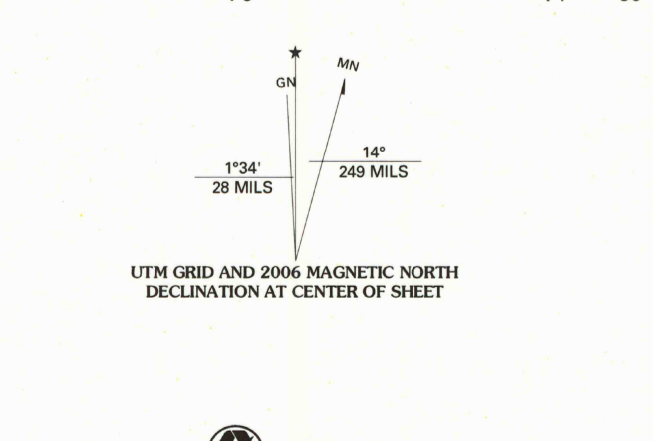 GN
MN
1°34'
28 MILS
14°
249 MILS
UTM GRID AND 2006 MAGNETIC NORTH
DECLINATION AT CENTER OF SHEET